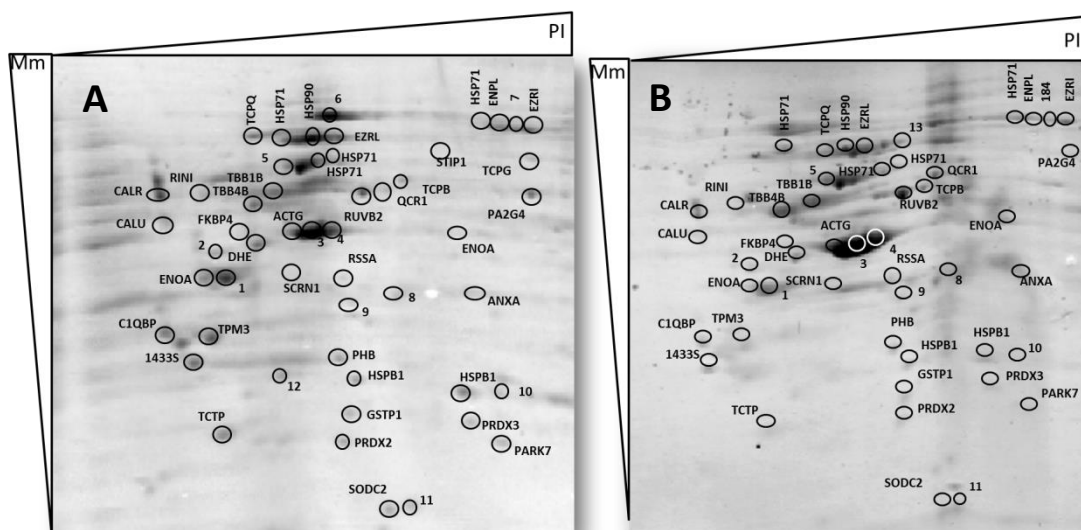 PI
Mm
A
TCPQ
HSP71
HSP90
6
EZRL
HSP71
ENPL
7
EZRI
5
HSP71
HSP71
STIP1
TCPG
CALR
RINI
TBB1B
TBB4B
TCPB
QCR1
PA2G4
CALU
FKBP4
ACTG
3
4
RUVB2
ENOA
2
DHE
ENOA
1
SCRN1
RSSA
9
8
ANXA
C1QBP
TPM3
1433S
12
PHB
HSPB1
HSPB1
10
GSTP1
PRDX3
TCTP
PRDX2
PARK7
SODC2
11
PI
Mm
B
HSP71
TCPQ
HSP90
EZRL
13
HSP71
ENPL
184
EZRI
PA2G4
5
HSP71
HSP71
QCR1
TCPB
CALR
RINI
TBB4B
TBB1B
RUVB2
ENOA
CALU
FKBP4
ACTG
3
4
2
DHE
ENOA
1
SCRN1
RSSA
9
8
ANXA
C1QBP
TPM3
1433S
PHB
HSPB1
HSPB1
10
GSTP1
PRDX3
PARK7
TCTP
PRDX2
SODC2
11